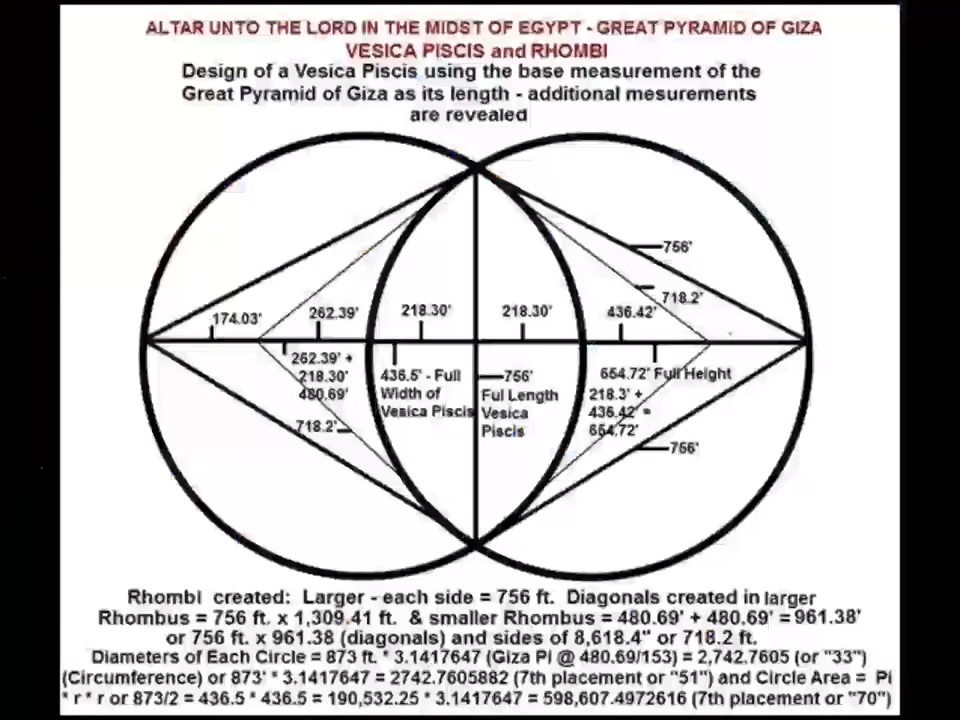 ALTAR UNTO THE LORD IN THE MIDST OF EGYPT - GREAT PYRAMID OF GIZA
VESICA PISCIS and RHOMBI
Design of a Vesica Piscis using the base measurement of the
Great Pyramid of Giza as its length - additional mesurements
are revealed
756'
718.2'
174.03'
262.39'
218.30'
218.30'
436.42'
262.39' +
218.30'
480.69'
718.2'
436.5' - Full
Width of
Vesica Piscis
756'
Ful Length
Vesica
Piscis
654.72' Full Height
218.3' +
436.42' =
654.72'
756'
Rhombi created: Larger - each side = 756 ft. Diagonals created in larger
Rhombus = 756 ft. x 1,309.41 ft. & smaller Rhombus = 480.69' + 480.69' = 961.38'
or 756 ft. x 961.38 (diagonals) and sides of 8,618.4" or 718.2 ft.
Diameters of Each Circle = 873 ft. * 3.1417647 (Giza Pi @ 480.69/153) = 2,742.7605 (or "33")
(Circumference) or 873' * 3.1417647 = 2742.7605882 (7th placement or "51") and Circle Area = Pi
* r * r or 873/2 = 436.5 * 436.5 = 190,532.25 * 3.1417647 = 598,607.4972616 (7th placement or "70")